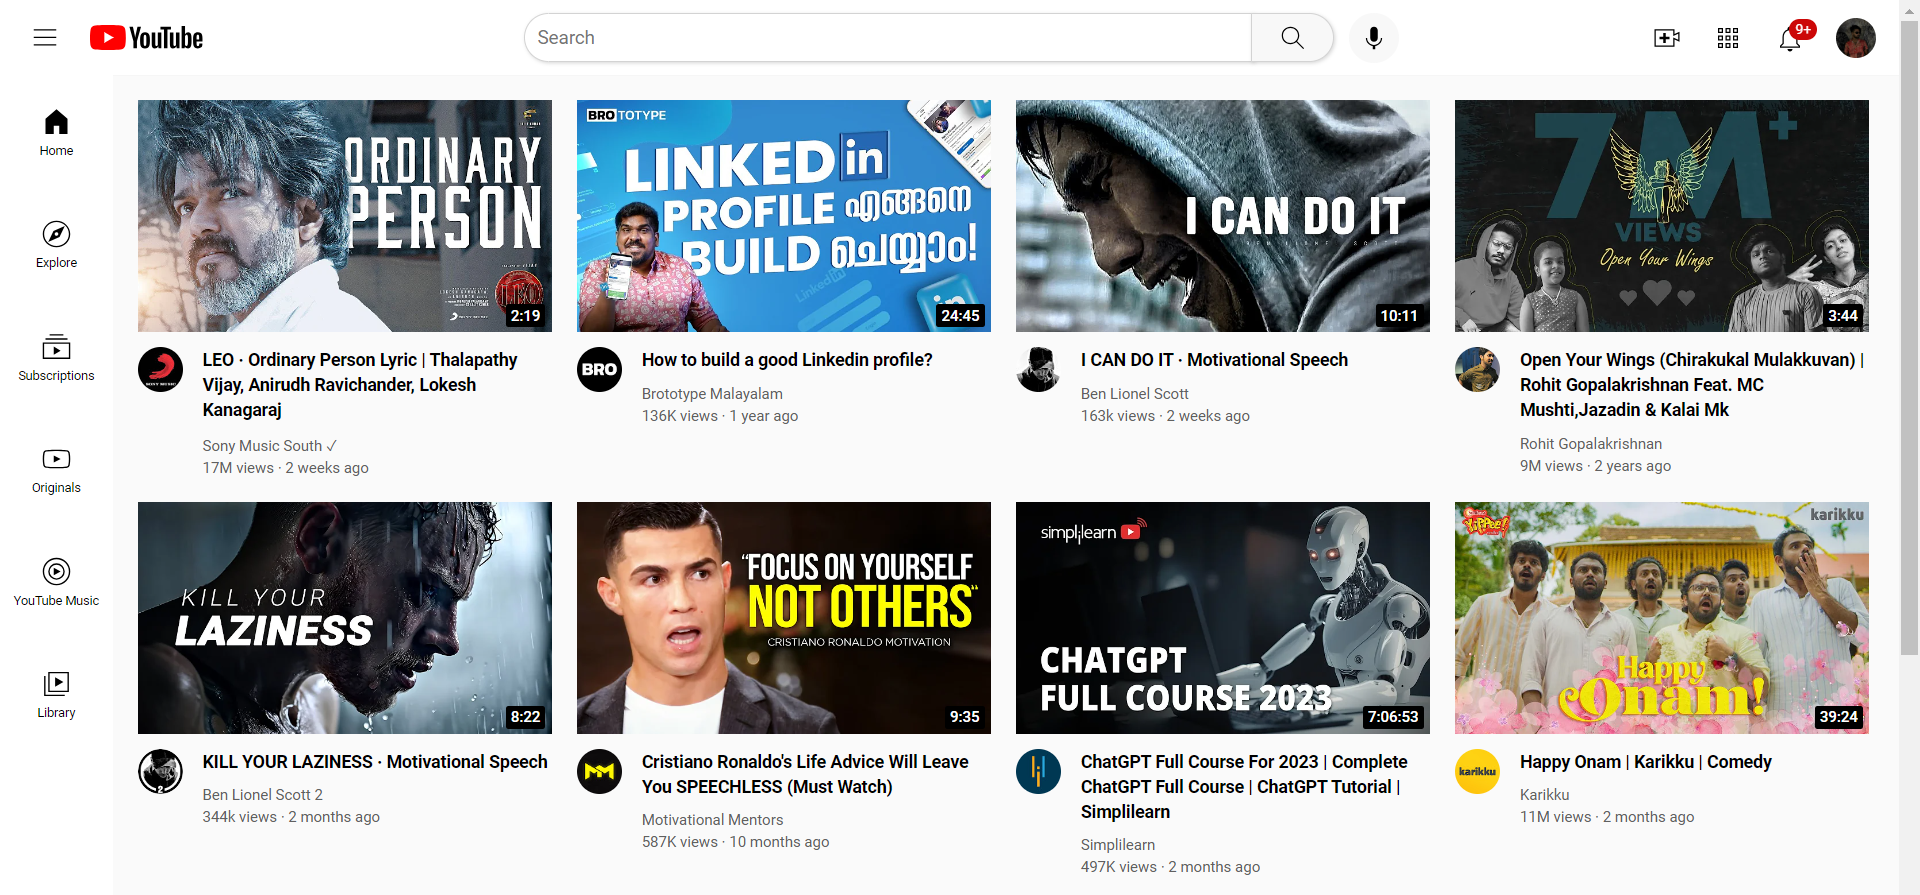 YouTube
Search
9+
Home
Explore
Subscriptions
Originals
YouTube Music
Library
ORDINARY
PERSON
LEO
2:19
LEO · Ordinary Person Lyric | Thalapathy
Vijay, Anirudh Ravichander, Lokesh
Kanagaraj
Sony Music South ✓
17M views · 2 weeks ago
BROTOTYPE
LINKED in
PROFILE എങ്ങനെ
BUILD ചെയ്യാം!
LinkedIn
in
24:45
BRO
How to build a good Linkedin profile?
Brototype Malayalam
136K views · 1 year ago
I CAN DO IT
BEN LIONEL SCOTT
10:11
I CAN DO IT · Motivational Speech
Ben Lionel Scott
163k views · 2 weeks ago
7M+
VIEWS
Open Your Wings
3:44
Open Your Wings (Chirakukal Mulakkuvan) |
Rohit Gopalakrishnan Feat. MC
Mushti,Jazadin & Kalai Mk
Rohit Gopalakrishnan
9M views · 2 years ago
KILL YOUR
LAZINESS
8:22
2
KILL YOUR LAZINESS · Motivational Speech
Ben Lionel Scott 2
344k views · 2 months ago
“FOCUS ON YOURSELF
NOT OTHERS“
CRISTIANO RONALDO MOTIVATION
9:35
Cristiano Ronaldo's Life Advice Will Leave
You SPEECHLESS (Must Watch)
Motivational Mentors
587K views · 10 months ago
simplilearn
CHATGPT
FULL COURSE 2023
7:06:53
ChatGPT Full Course For 2023 | Complete
ChatGPT Full Course | ChatGPT Tutorial |
Simplilearn
Simplilearn
497K views · 2 months ago
YiPPee!
karikku
Happy
Onam!
39:24
karikku
Happy Onam | Karikku | Comedy
Karikku
11M views · 2 months ago